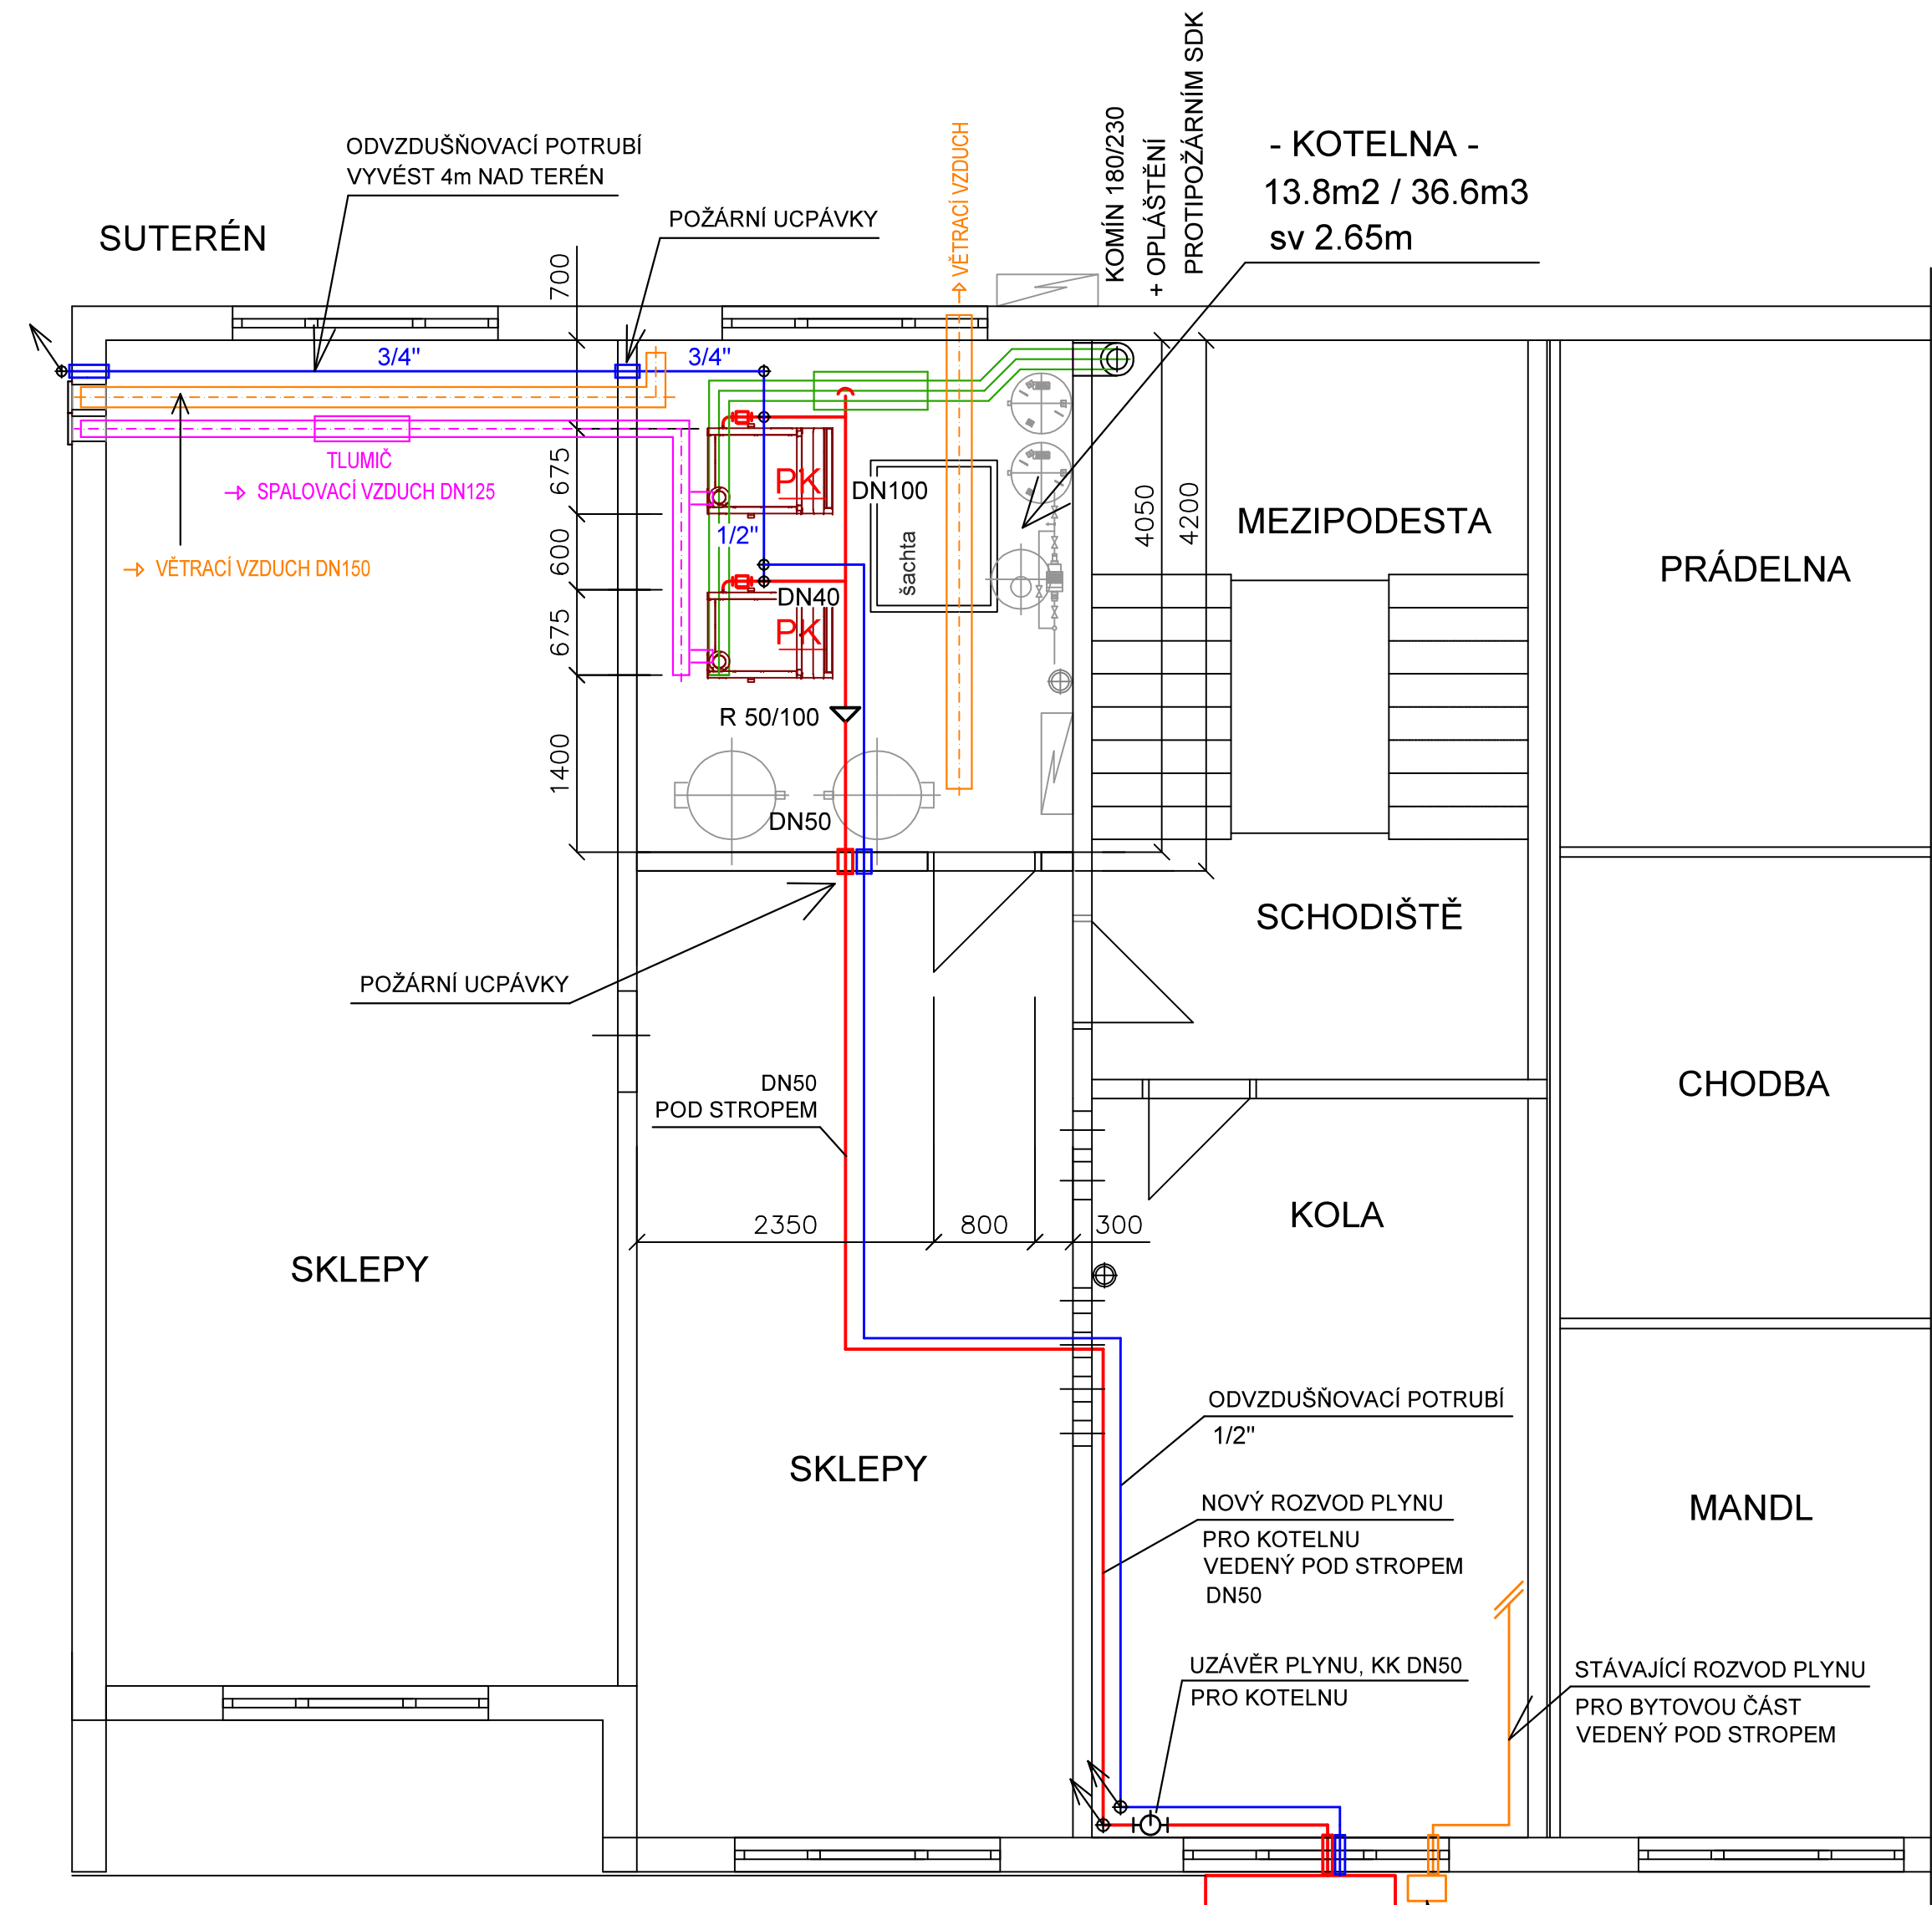 SUTERÉN
ODVZDUŠŇOVACÍ POTRUBÍ
VYVÉST 4m NAD TERÉN
POŽÁRNÍ UCPÁVKY
VĚTRACÍ VZDUCH
KOMÍN 180/230
+ OPLÁŠTĚNÍ
PROTIPOŽÁRNÍM SDK
- KOTELNA -
13.8m2 / 36.6m3
sv 2.65m
700
3/4"
3/4"
TLUMIČ
SPALOVACÍ VZDUCH DN125
VĚTRACÍ VZDUCH DN150
675
600
675
1400
PK
DN100
1/2"
šachta
DN40
PK
R 50/100
DN50
4050
4200
MEZIPODESTA
PRÁDELNA
SCHODIŠTĚ
POŽÁRNÍ UCPÁVKY
DN50
POD STROPEM
CHODBA
2350
800
300
KOLA
SKLEPY
SKLEPY
ODVZDUŠŇOVACÍ POTRUBÍ
1/2"
NOVÝ ROZVOD PLYNU
PRO KOTELNU
VEDENÝ POD STROPEM
DN50
MANDL
UZÁVĚR PLYNU, KK DN50
PRO KOTELNU
STÁVAJÍCÍ ROZVOD PLYNU
PRO BYTOVOU ČÁST
VEDENÝ POD STROPEM